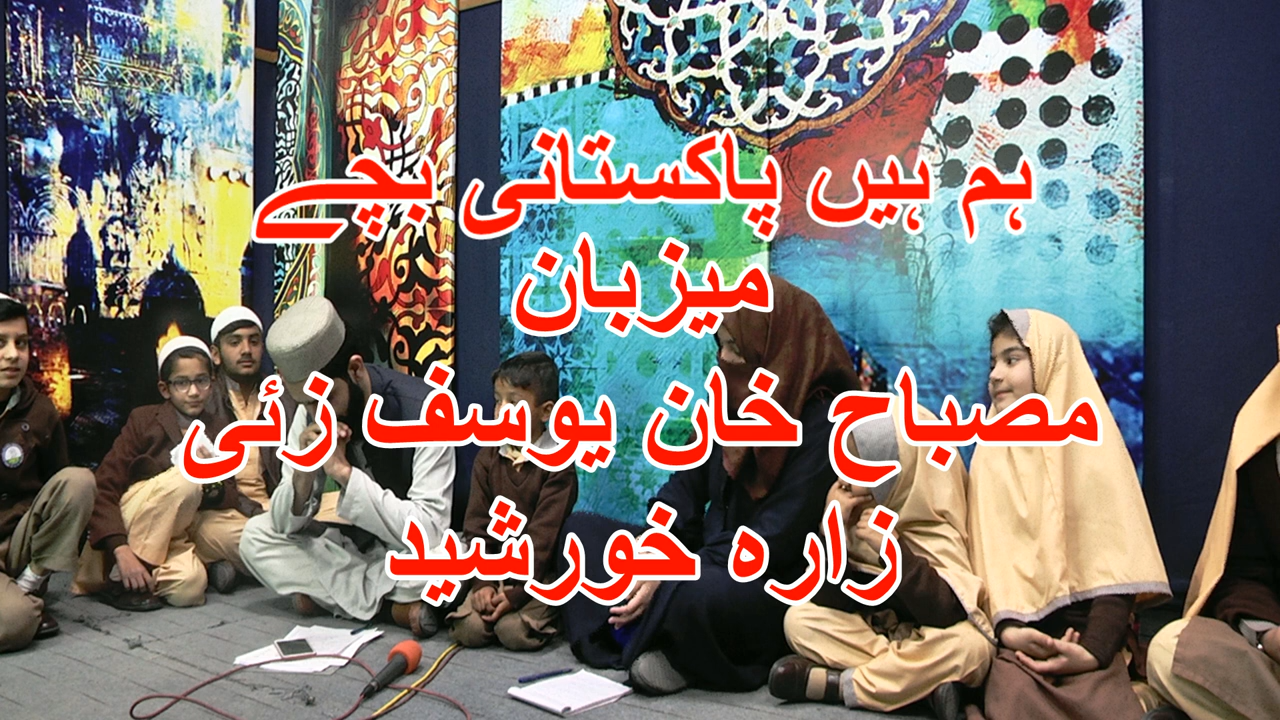 ہم ہیں پاکستانی بچے
میزبان
مصباح خان یوسف زئی
زارہ خورشید